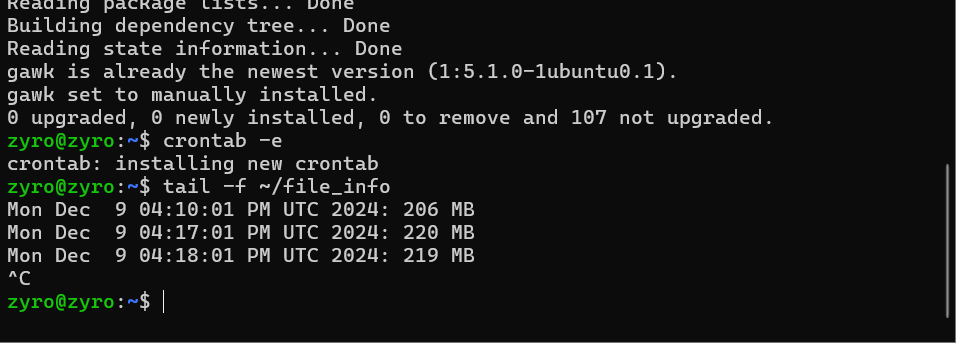 Reading package lists... Done
Building dependency tree... Done
Reading state information... Done
gawk is already the newest version (1:5.1.0-1ubuntu0.1).
gawk set to manually installed.
0 upgraded, 0 newly installed, 0 to remove and 107 not upgraded.
zyro@zyro:~$ crontab -e
crontab: installing new crontab
zyro@zyro:~$ tail -f ~/file_info
Mon Dec  9 04:10:01 PM UTC 2024: 206 MB
Mon Dec  9 04:17:01 PM UTC 2024: 220 MB
Mon Dec  9 04:18:01 PM UTC 2024: 219 MB
^C
zyro@zyro:~$